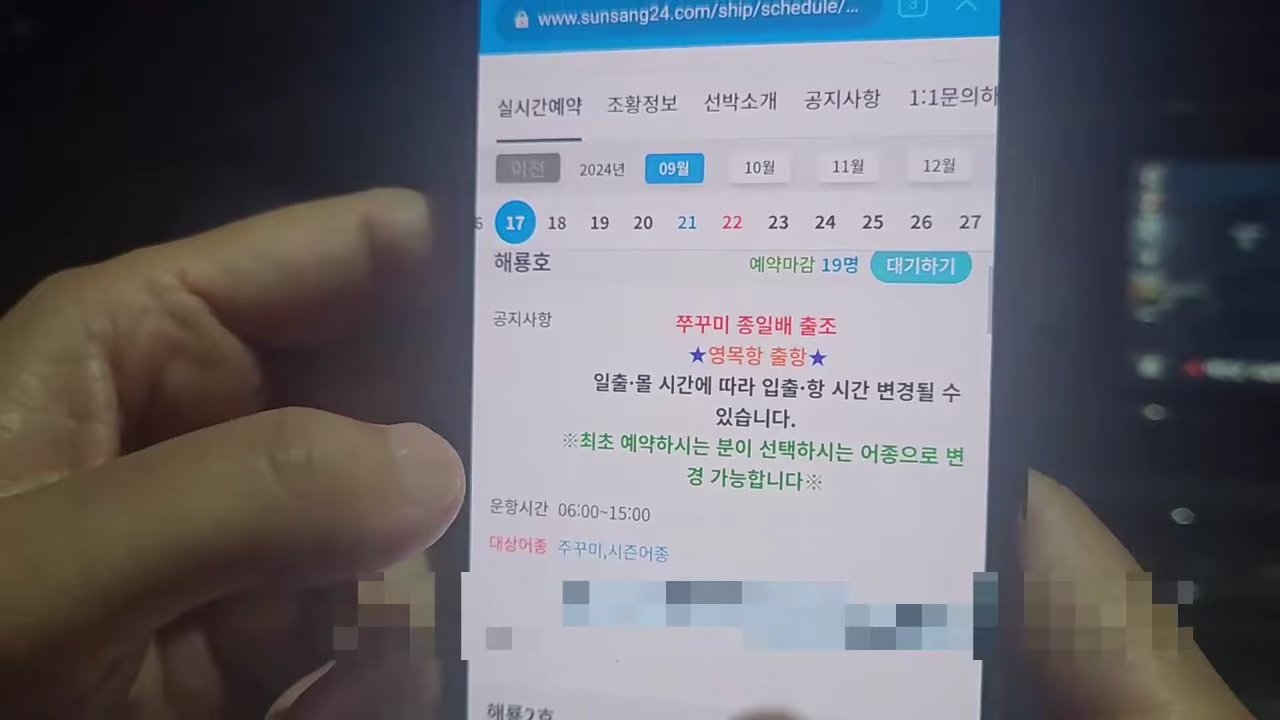 www.sunsang24.com/ship/schedule/...
3
실시간예약 조황정보 선박소개 공지사항 1:1문의하
이전 2024년 09월 10월 11월 12월
6 17 18 19 20 21 22 23 24 25 26 27
해룡호 예약마감 19명 대기하기
공지사항 쭈꾸미 종일배 출조
★영목항 출항★
일출·몰 시간에 따라 입출·항 시간 변경될 수
있습니다.
※최초 예약하시는 분이 선택하시는 어종으로 변
경 가능합니다※
운항시간 06:00~15:00
대상어종 주꾸미,시즌어종
해룡2호